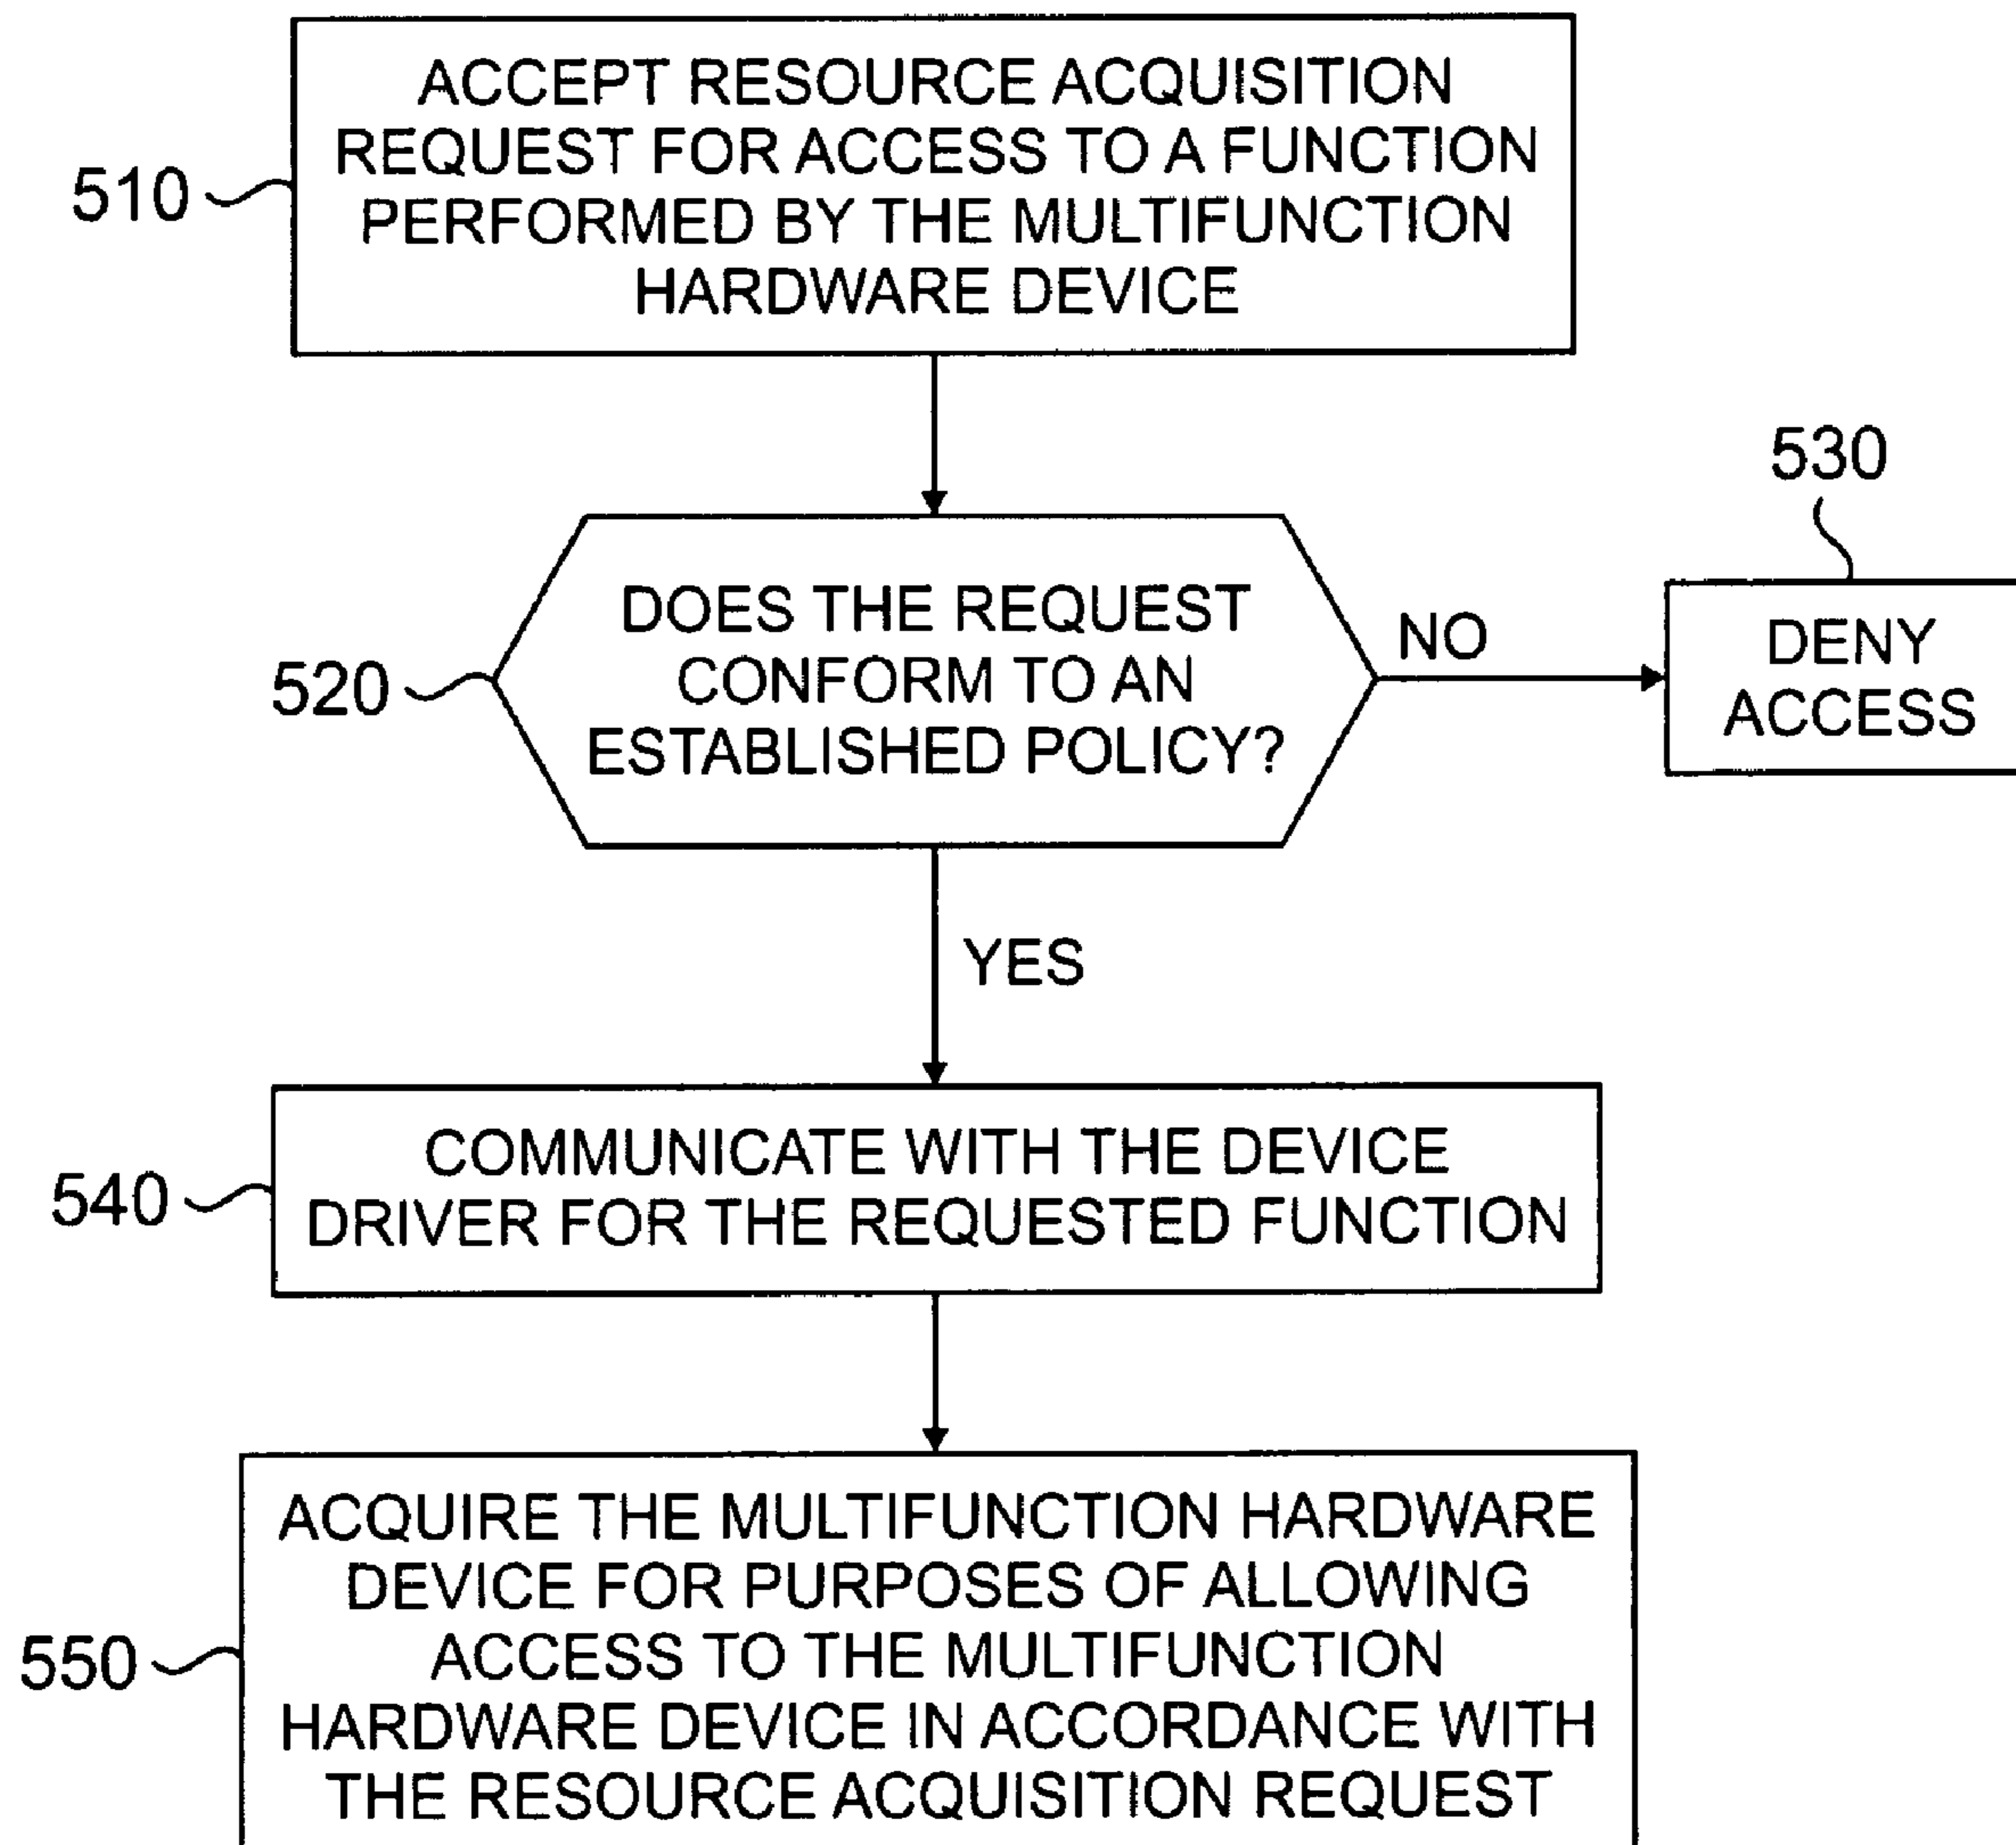 ACCEPT RESOURCE ACQUISITION
REQUEST FOR ACCESS TO A FUNCTION
PERFORMED BY THE MULTIFUNCTION
HARDWARE DEVICE
510
530
DOES THE REQUEST
CONFORM TO AN
ESTABLISHED POLICY?
520
NO
DENY
ACCESS
YES
COMMUNICATE WITH THE DEVICE
DRIVER FOR THE REQUESTED FUNCTION
540
ACQUIRE THE MULTIFUNCTION HARDWARE
DEVICE FOR PURPOSES OF ALLOWING
ACCESS TO THE MULTIFUNCTION
HARDWARE DEVICE IN ACCORDANCE WITH
THE RESOURCE ACQUISITION REQUEST
550